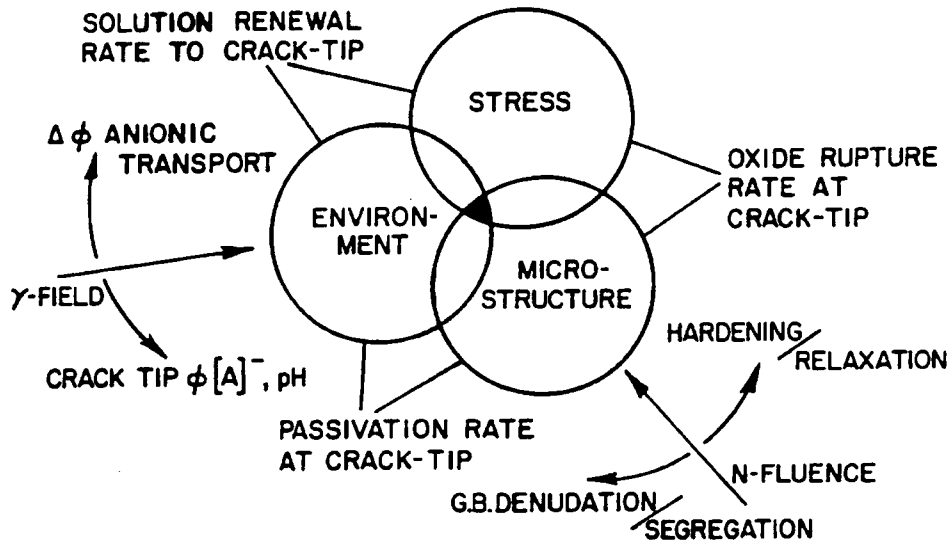 SOLUTION RENEWAL
RATE TO CRACK-TIP
STRESS
Δ ϕ ANIONIC
TRANSPORT
OXIDE RUPTURE
RATE AT
CRACK-TIP
ENVIRON-
MENT
MICRO-
STRUCTURE
γ-FIELD
CRACK TIP ϕ [A]⁻, pH
HARDENING
RELAXATION
PASSIVATION RATE
AT CRACK-TIP
N-FLUENCE
G.B. DENUDATION
SEGREGATION